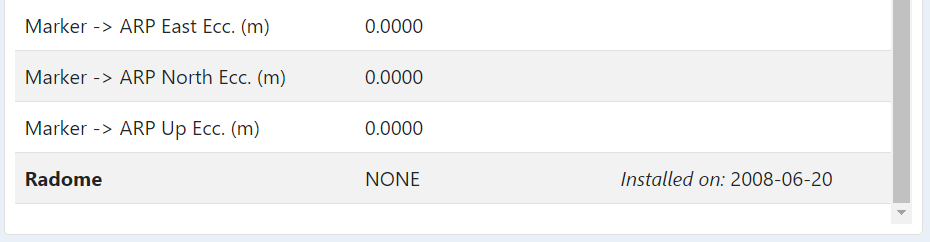 Marker -> ARP East Ecc. (m) 0.0000
Marker -> ARP North Ecc. (m) 0.0000
Marker -> ARP Up Ecc. (m) 0.0000
Radome NONE Installed on: 2008-06-20